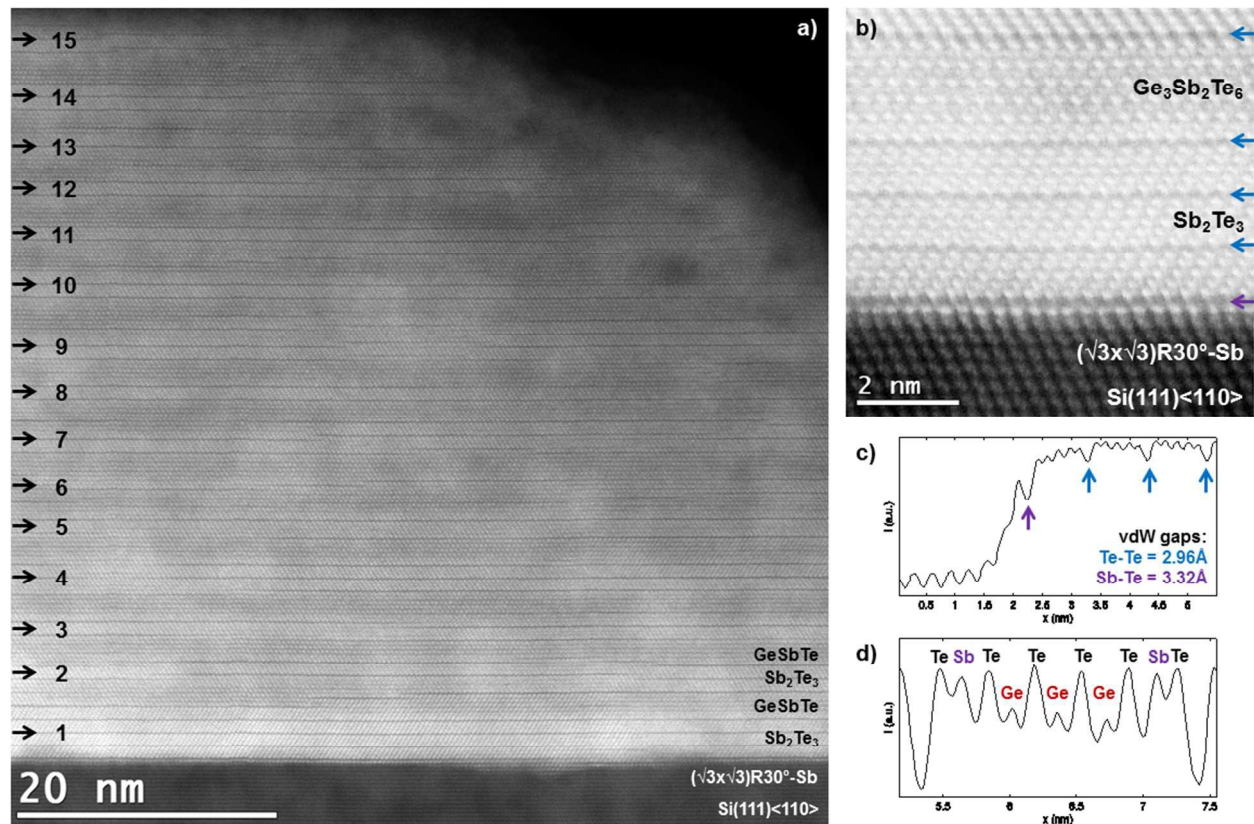 a)
15
14
13
12
11
10
9
8
7
6
5
4
3
2
1
GeSbTe
Sb₂Te₃
GeSbTe
Sb₂Te₃
(√3x√3)R30°-Sb
Si(111)<110>
20 nm
b)
Ge₃Sb₂Te₆
Sb₂Te₃
(√3x√3)R30°-Sb
Si(111)<110>
2 nm
c)
I (a.u.)
vdW gaps:
Te-Te = 2.96Å
Sb-Te = 3.32Å
0.5 1 1.5 2 2.5 3 3.5 4 4.5 5
x (nm)
d)
I (a.u.)
Te Sb Te Te Te Te Sb Te
Ge Ge Ge
5.5 6 6.5 7 7.5
x (nm)